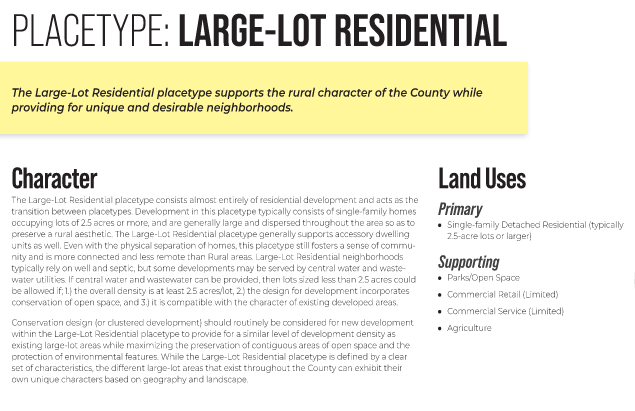 PLACETYPE: LARGE-LOT RESIDENTIAL
The Large-Lot Residential placetype supports the rural character of the County while
providing for unique and desirable neighborhoods.
Character
The Large-Lot Residential placetype consists almost entirely of residential development and acts as the
transition between placetypes. Development in this placetype typically consists of single-family homes
occupying lots of 2.5 acres or more, and are generally large and dispersed throughout the area so as to
preserve a rural aesthetic. The Large-Lot Residential placetype generally supports accessory dwelling
units as well. Even with the physical separation of homes, this placetype still fosters a sense of commu-
nity and is more connected and less remote than Rural areas. Large-Lot Residential neighborhoods
typically rely on well and septic, but some developments may be served by central water and waste-
water utilities. If central water and wastewater can be provided, then lots sized less than 2.5 acres could
be allowed if; 1.) the overall density is at least 2.5 acres/lot, 2.) the design for development incorporates
conservation of open space, and 3.) it is compatible with the character of existing developed areas.
Conservation design (or clustered development) should routinely be considered for new development
within the Large-Lot Residential placetype to provide for a similar level of development density as
existing large-lot areas while maximizing the preservation of contiguous areas of open space and the
protection of environmental features. While the Large-Lot Residential placetype is defined by a clear
set of characteristics, the different large-lot areas that exist throughout the County can exhibit their
own unique characters based on geography and landscape.
Land Uses
Primary
• Single-family Detached Residential (typically
2.5-acre lots or larger)
Supporting
• Parks/Open Space
• Commercial Retail (Limited)
• Commercial Service (Limited)
• Agriculture